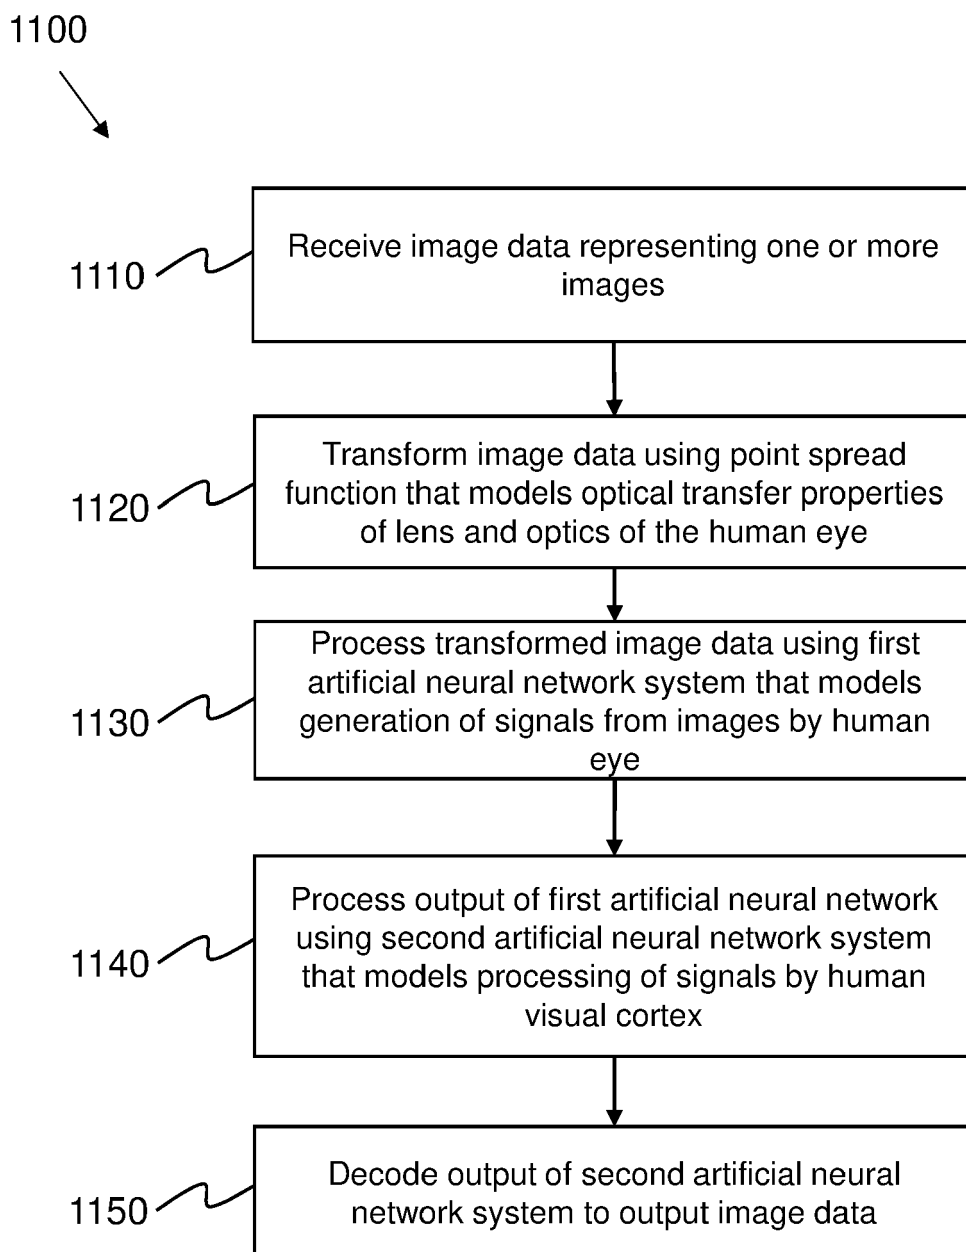 1100
1110
Receive image data representing one or more
images
1120
Transform image data using point spread
function that models optical transfer properties
of lens and optics of the human eye
1130
Process transformed image data using first
artificial neural network system that models
generation of signals from images by human
eye
1140
Process output of first artificial neural network
using second artificial neural network system
that models processing of signals by human
visual cortex
1150
Decode output of second artificial neural
network system to output image data